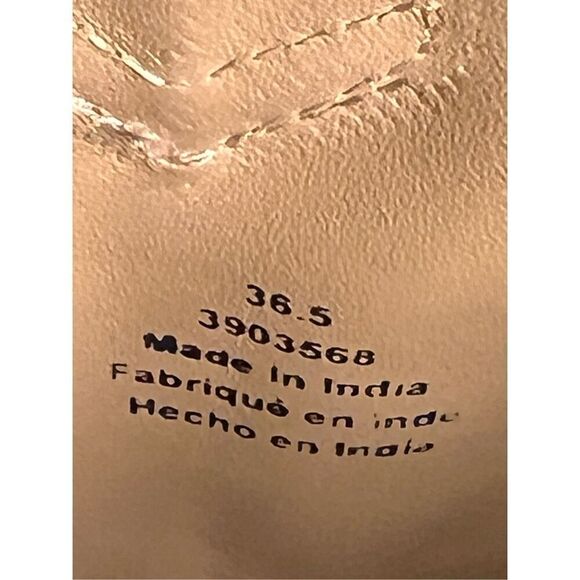 36.5
3903568
Made in India
Fabriqué en inde
Hecho en India